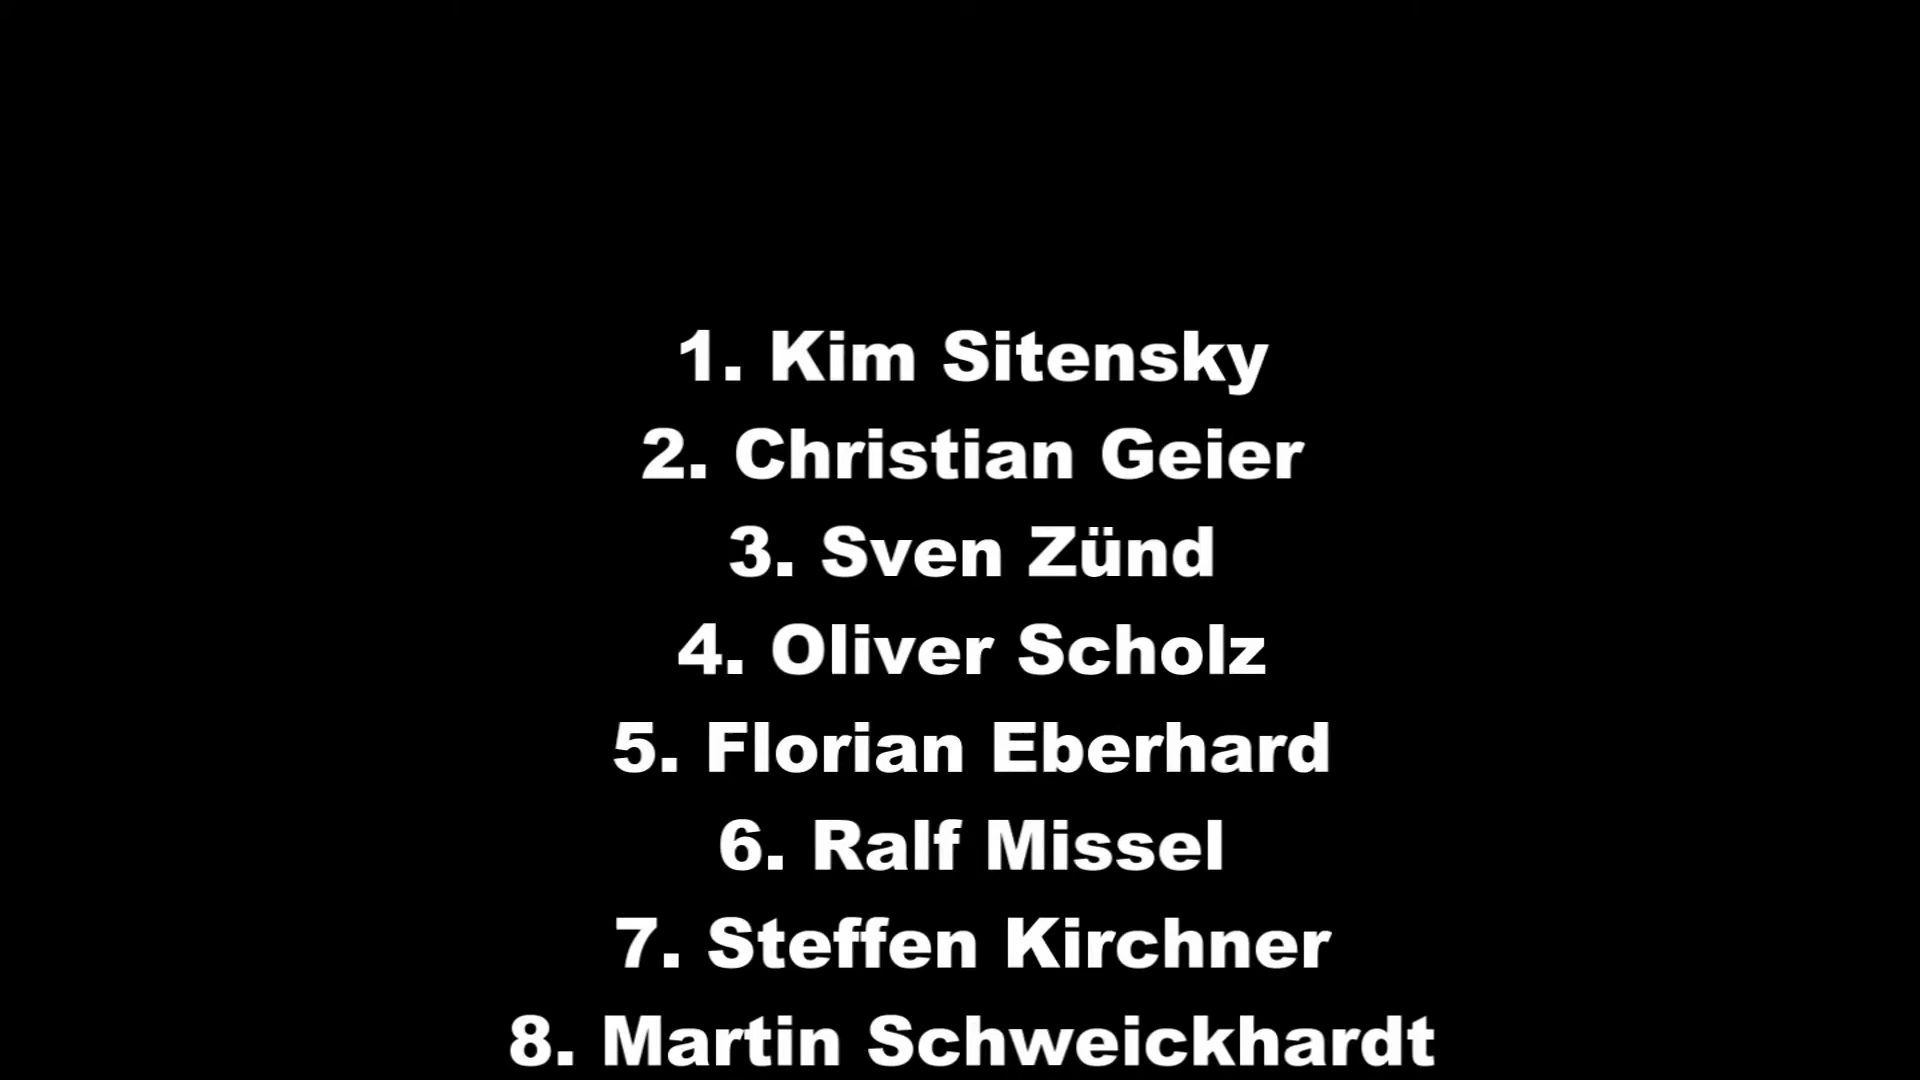 1. Kim Sitensky
2. Christian Geier
3. Sven Zünd
4. Oliver Scholz
5. Florian Eberhard
6. Ralf Missel
7. Steffen Kirchner
8. Martin Schweickhardt